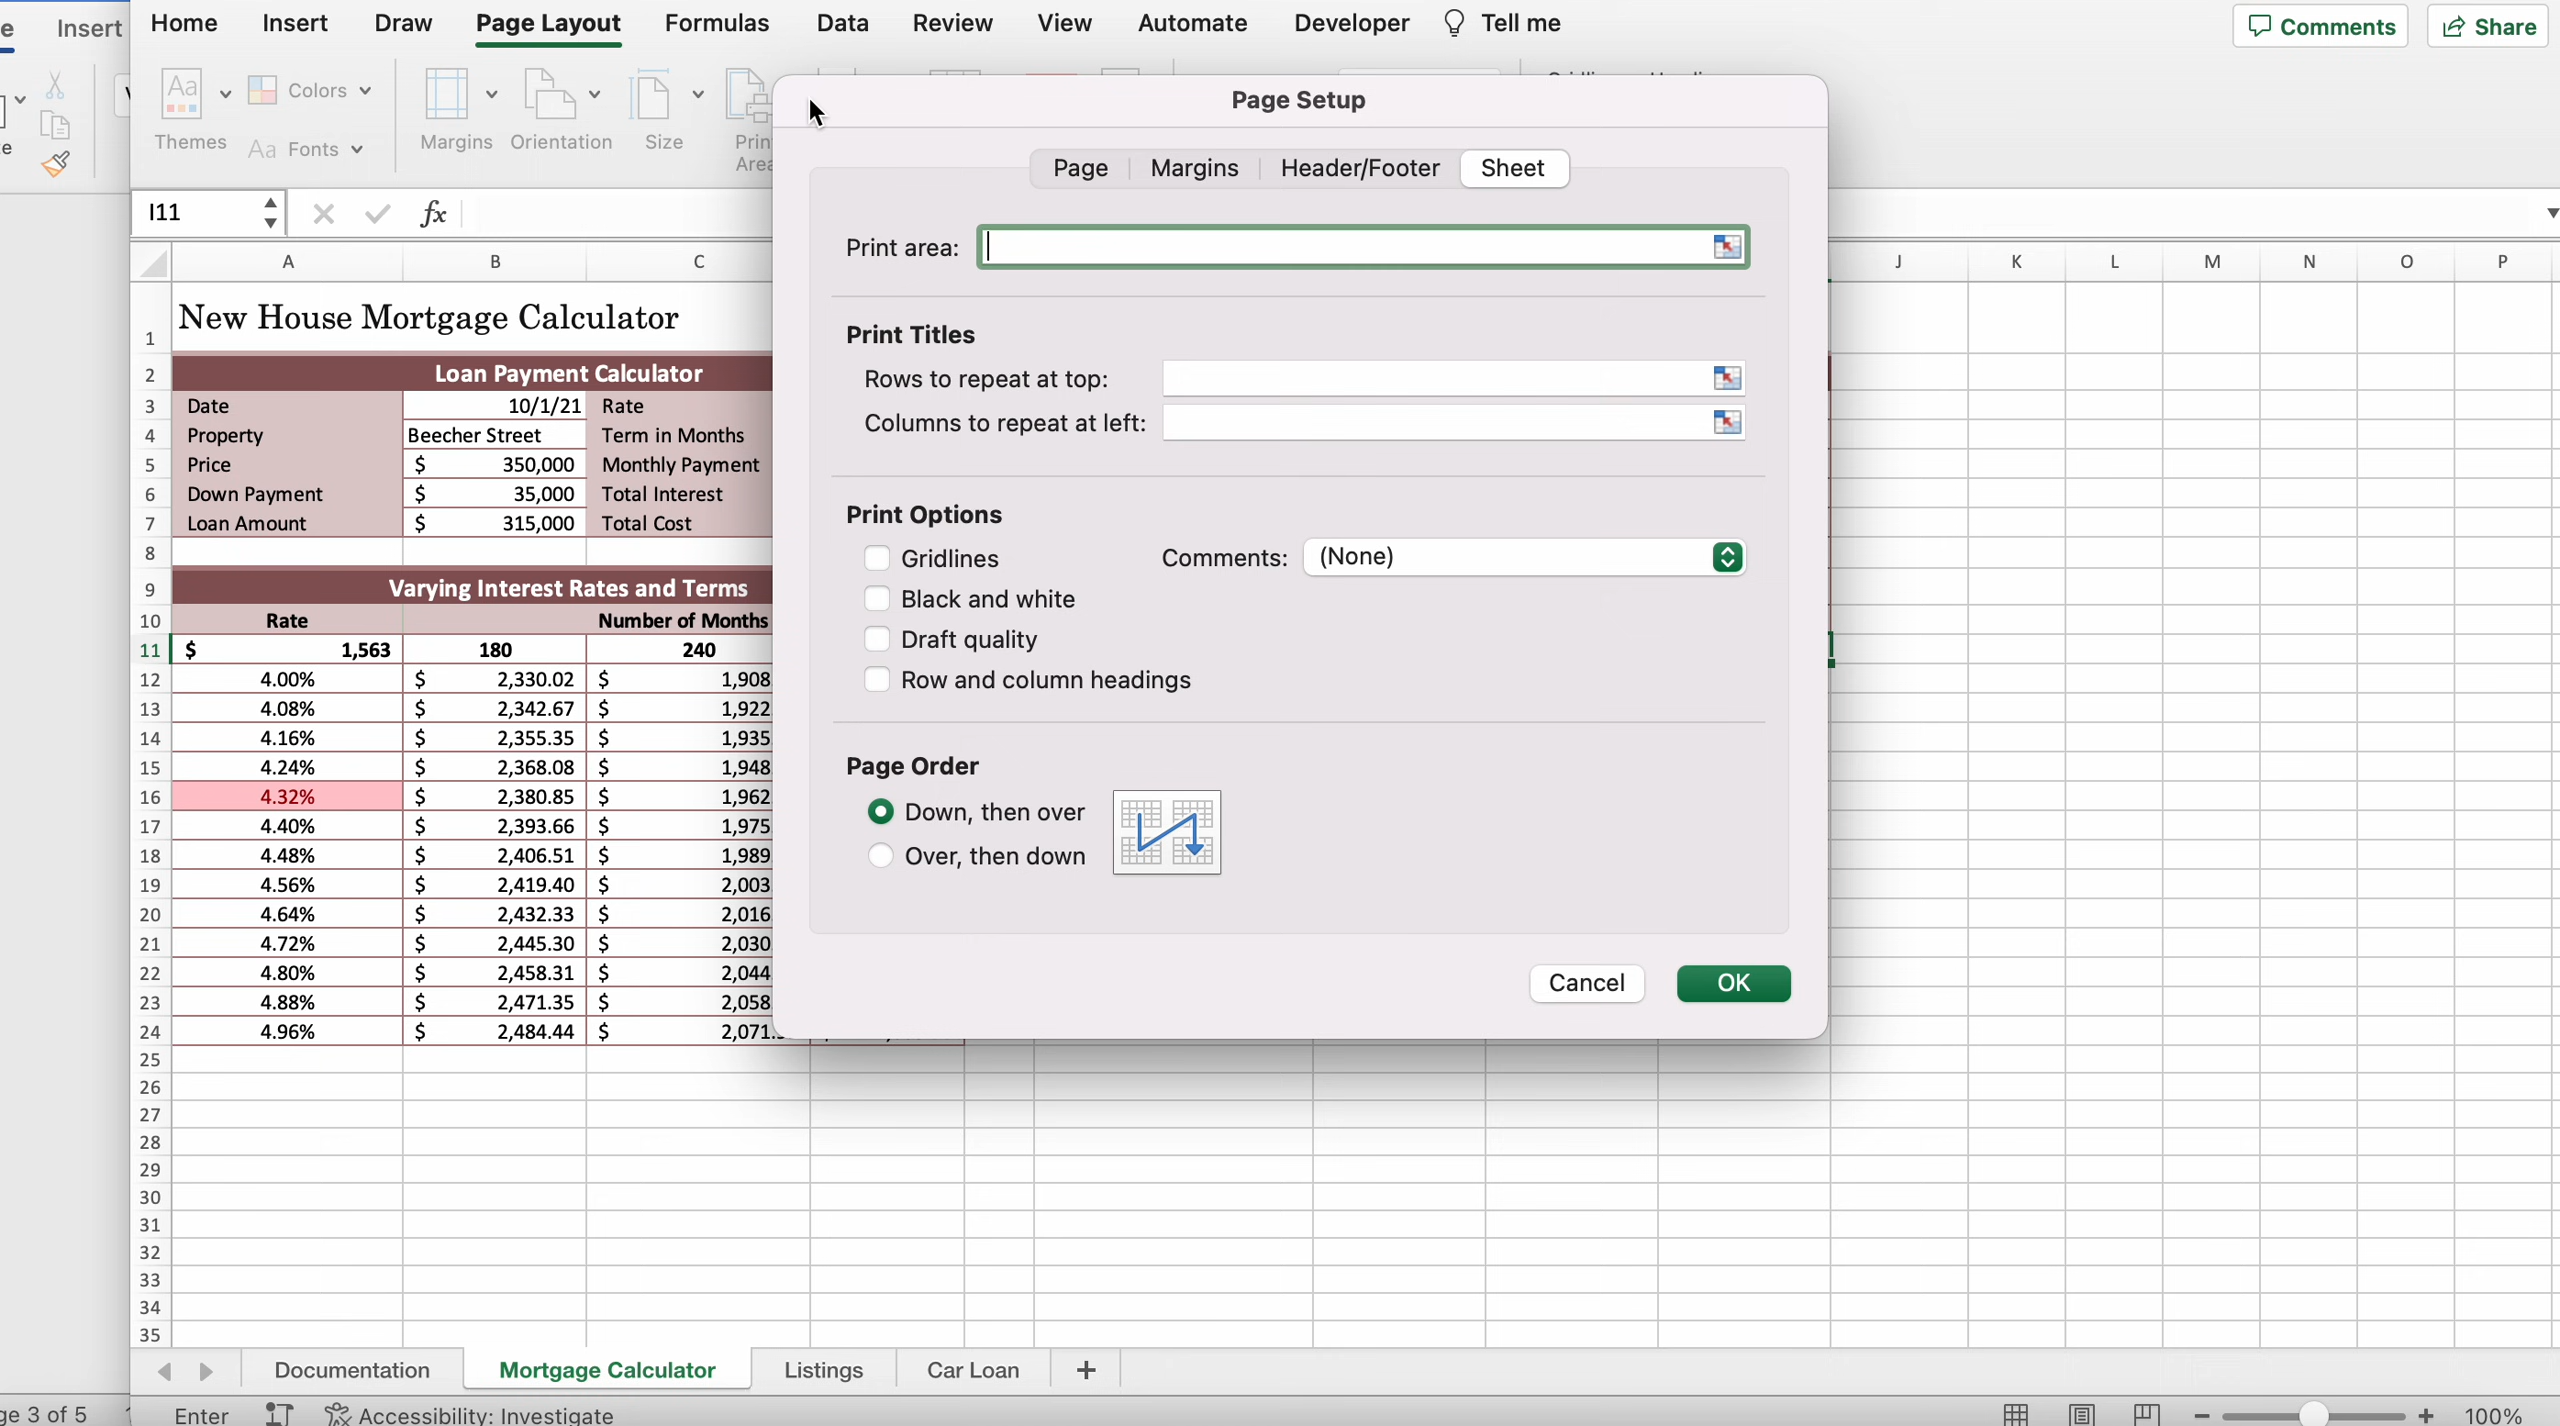 e Insert Home Insert Draw Page Layout Formulas Data Review View Automate Developer Tell me Comments Share
Colors
Themes Fonts Margins Orientation Size
Page Setup
Page Margins Header/Footer Sheet
I11 fx
Print area:
A B C J K L M N O P
Print Titles
Rows to repeat at top:
Columns to repeat at left:
Print Options
Gridlines Comments: (None)
Black and white
Draft quality
Row and column headings
Page Order
Down, then over
Over, then down
Cancel OK
1 New House Mortgage Calculator
2 Loan Payment Calculator
3 Date 10/1/21 Rate
4 Property Beecher Street Term in Months
5 Price $ 350,000 Monthly Payment
6 Down Payment $ 35,000 Total Interest
7 Loan Amount $ 315,000 Total Cost
8
9 Varying Interest Rates and Terms
10 Rate Number of Months
11 $ 1,563 180 240
12 4.00% $ 2,330.02 $ 1,908
13 4.08% $ 2,342.67 $ 1,922
14 4.16% $ 2,355.35 $ 1,935
15 4.24% $ 2,368.08 $ 1,948
16 4.32% $ 2,380.85 $ 1,962
17 4.40% $ 2,393.66 $ 1,975
18 4.48% $ 2,406.51 $ 1,989
19 4.56% $ 2,419.40 $ 2,003
20 4.64% $ 2,432.33 $ 2,016
21 4.72% $ 2,445.30 $ 2,030
22 4.80% $ 2,458.31 $ 2,044
23 4.88% $ 2,471.35 $ 2,058
24 4.96% $ 2,484.44 $ 2,071
25
26
27
28
29
30
31
32
33
34
35
Documentation Mortgage Calculator Listings Car Loan +
ge 3 of 5 Enter Accessibility: Investigate 100%